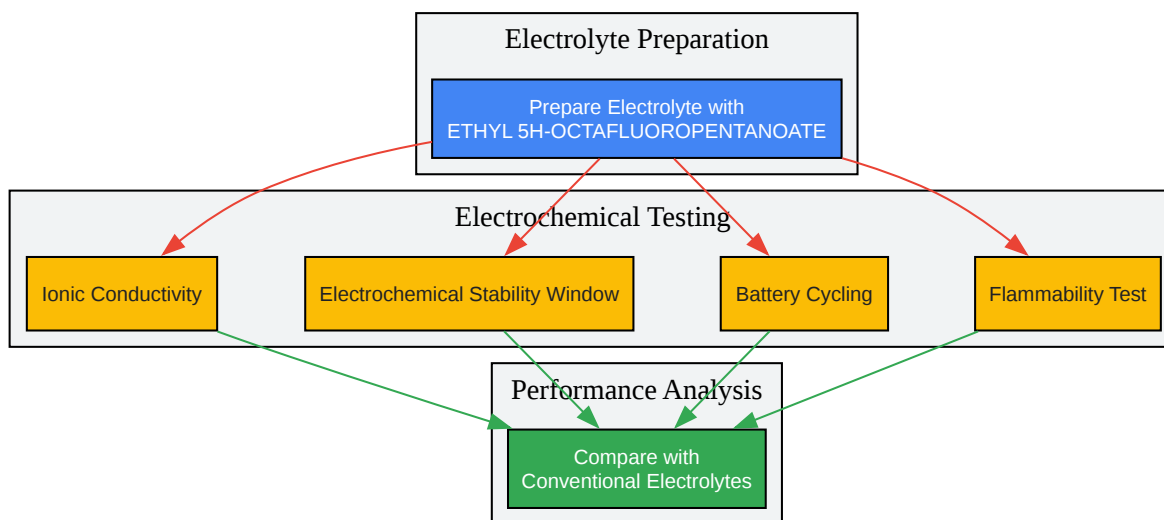 Electrolyte Preparation
Prepare Electrolyte with
ETHYL 5H-OCTAFLUOROPENTANOATE
Electrochemical Testing
Ionic Conductivity
Electrochemical Stability Window
Battery Cycling
Flammability Test
Performance Analysis
Compare with
Conventional Electrolytes